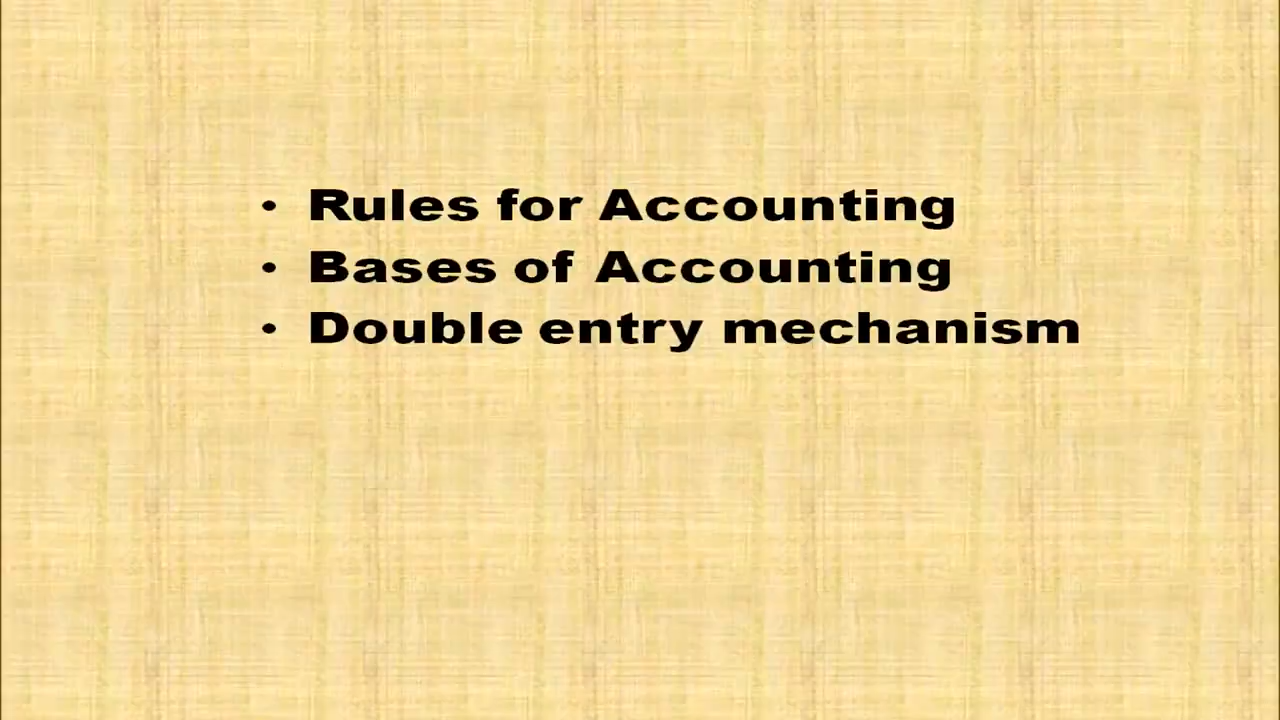 • Rules for Accounting
• Bases of Accounting
• Double entry mechanism